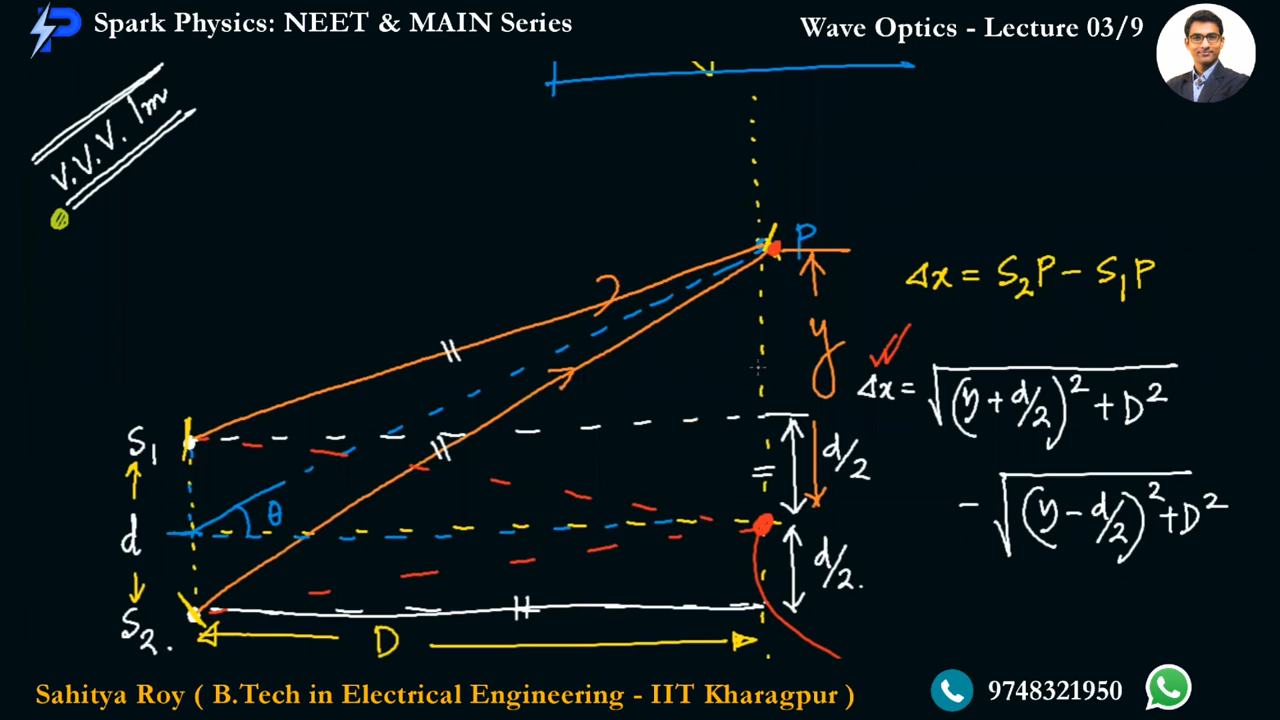 Spark Physics: NEET & MAIN Series
Wave Optics - Lecture 03/9
V.V.V. Im
P
Δx = S₂P - S₁P
y
Δx = √((y + d/2)² + D²)
- √((y - d/2)² + D²)
S₁
d/2
=
θ
d
d/2.
S₂.
D
Sahitya Roy ( B.Tech in Electrical Engineering - IIT Kharagpur )
9748321950